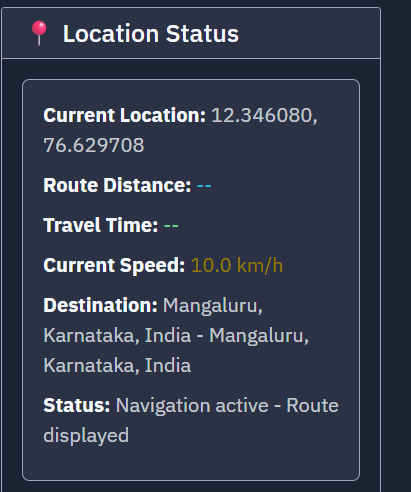 Location Status
Current Location: 12.346080,
76.629708
Route Distance: --
Travel Time: --
Current Speed: 10.0 km/h
Destination: Mangaluru,
Karnataka, India - Mangaluru,
Karnataka, India
Status: Navigation active - Route
displayed